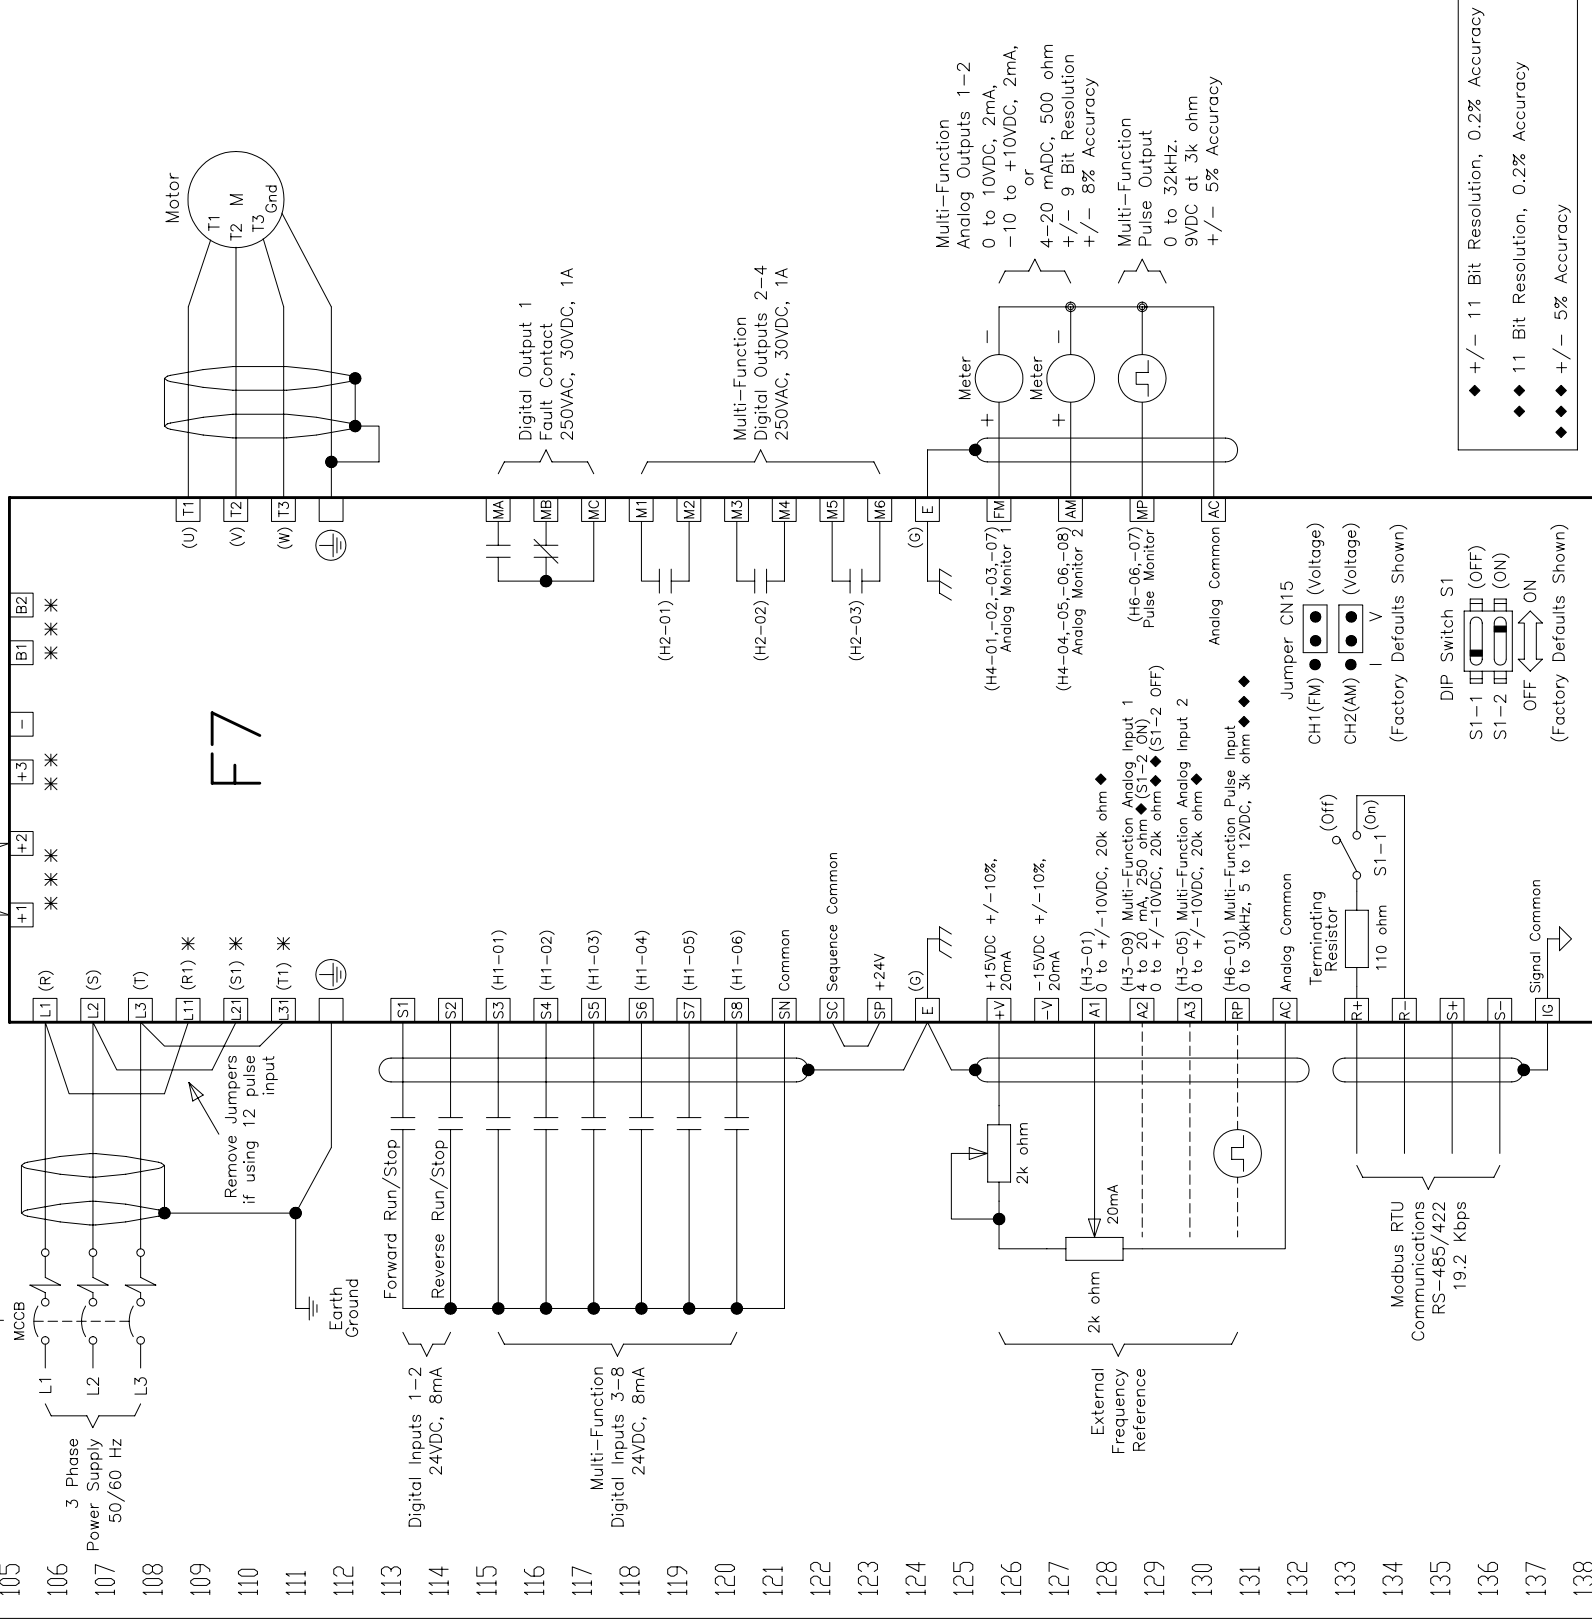 105
106
107
108
109
110
111
112
113
114
115
116
117
118
119
120
121
122
123
124
125
126
127
128
129
130
131
132
133
134
135
136
137
138
3 Phase
Power Supply
50/60 Hz
L1
L2
L3
MCCB
Remove Jumpers
if using 12 pulse
input
Earth
Ground
Digital Inputs 1-2
24VDC, 8mA
Forward Run/Stop
Reverse Run/Stop
Multi-Function
Digital Inputs 3-8
24VDC, 8mA
External
Frequency
Reference
2k ohm
2k ohm
20mA
Modbus RTU
Communications
RS-485/422
19.2 Kbps
L1 (R)
L2 (S)
L3 (T)
L11 (R1) *
L21 (S1) *
L31 (T1) *
S1
S2
S3 (H1-01)
S4 (H1-02)
S5 (H1-03)
S6 (H1-04)
S7 (H1-05)
S8 (H1-06)
SN Common
SC Sequence Common
SP +24V
E (G)
+V +15VDC +/-10%,
20mA
-V -15VDC +/-10%,
20mA
A1 (H3-01)
0 to +/-10VDC, 20k ohm ◆
A2 (H3-09) Multi-Function Analog Input 1
4 to 20 mA, 250 ohm ◆ (S1-2 ON)
0 to +/-10VDC, 20k ohm ◆ ◆ (S1-2 OFF)
A3 (H3-05) Multi-Function Analog Input 2
0 to +/-10VDC, 20k ohm ◆
RP (H6-01) Multi-Function Pulse Input
0 to 30kHz, 5 to 12VDC, 3k ohm ◆ ◆ ◆
AC Analog Common
R+
R-
S+
S-
IG Signal Common
Terminating
Resistor
110 ohm
S1-1
(Off)
(On)
+1
* * *
+2
+3
* *
-
B1
B2
* * *
F7
(U) T1
(V) T2
(W) T3
Motor
T1
T2 M
T3
Gnd
MA
MB
MC
Digital Output 1
Fault Contact
250VAC, 30VDC, 1A
M1
M2
(H2-01)
M3
M4
(H2-02)
M5
M6
(H2-03)
Multi-Function
Digital Outputs 2-4
250VAC, 30VDC, 1A
(G) E
(H4-01,-02,-03,-07)
Analog Monitor 1
FM
(H4-04,-05,-06,-08)
Analog Monitor 2
AM
(H6-06,-07)
Pulse Monitor
MP
Analog Common
AC
+ Meter -
+ Meter -
Multi-Function
Analog Outputs 1-2
0 to 10VDC, 2mA,
-10 to +10VDC, 2mA,
or
4-20 mADC, 500 ohm
+/- 9 Bit Resolution
+/- 8% Accuracy
Multi-Function
Pulse Output
0 to 32kHz.
9VDC at 3k ohm
+/- 5% Accuracy
Jumper CN15
CH1(FM) (Voltage)
CH2(AM) (Voltage)
I V
(Factory Defaults Shown)
DIP Switch S1
S1-1 (OFF)
S1-2 (ON)
OFF ON
(Factory Defaults Shown)
◆ +/- 11 Bit Resolution, 0.2% Accuracy
◆ ◆ 11 Bit Resolution, 0.2% Accuracy
◆ ◆ ◆ +/- 5% Accuracy